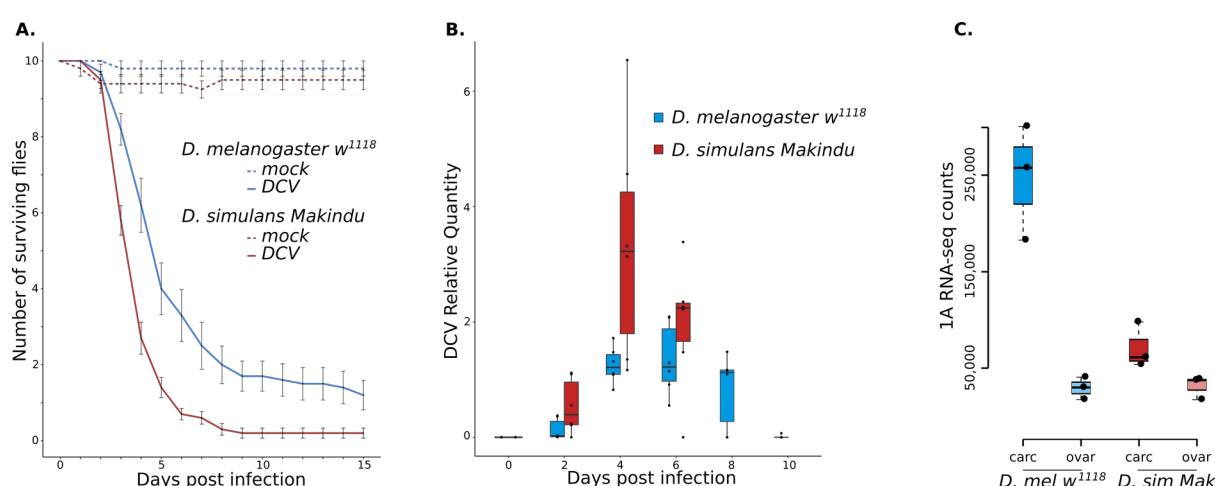 A.
10
8
6
4
2
0
Number of surviving flies
D. melanogaster w1118
mock
DCV
D. simulans Makindu
mock
DCV
0 5 10 15
Days post infection
B.
6
4
2
0
DCV Relative Quantity
D. melanogaster w1118
D. simulans Makindu
0 2 4 6 8 10
Days post infection
C.
250,000
150,000
50,000
1A RNA-seq counts
carc ovar carc ovar
D. mel w1118 D. sim Mak